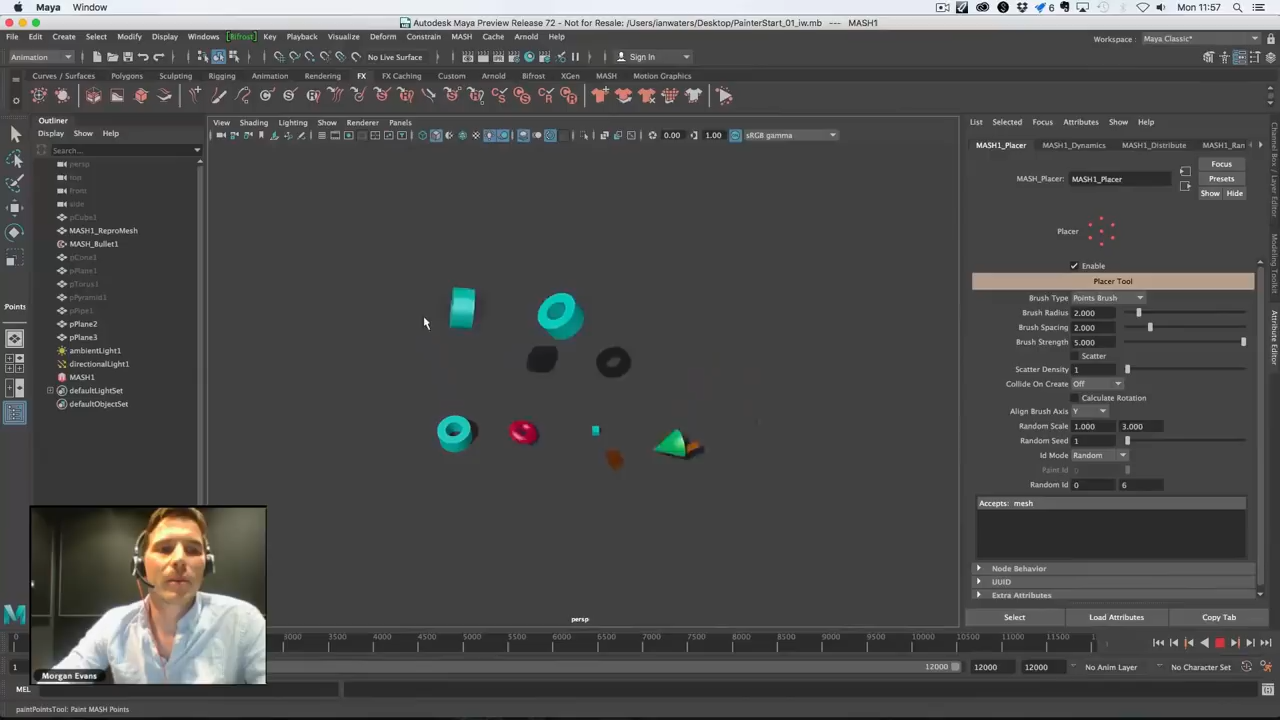 Maya Window
Mon 11:57
Autodesk Maya Preview Release 72 - Not for Resale: /Users/ianwaters/Desktop/PainterStart_01_iw.mb --- MASH1
File Edit Create Select Modify Display Windows [Bifrost] Key Playback Visualize Deform Constrain MASH Cache Arnold Help
Workspace: Maya Classic*
Animation
No Live Surface
Sign In
Curves / Surfaces Polygons Sculpting Rigging Animation Rendering FX FX Caching Custom Arnold Bifrost XGen MASH Motion Graphics
Outliner
Display Show Help
Search...
persp
top
front
side
pCube1
MASH1_ReproMesh
MASH_Bullet1
pCone1
pPlane1
pTorus1
pPyramid1
pPipe1
pPlane2
pPlane3
ambientLight1
directionalLight1
MASH1
defaultLightSet
defaultObjectSet
Points
View Shading Lighting Show Renderer Panels
0.00 1.00 sRGB gamma
persp
List Selected Focus Attributes Show Help
MASH1_Placer MASH1_Dynamics MASH1_Distribute MASH1_Ran
MASH_Placer: MASH1_Placer
Focus
Presets
Show Hide
Placer
Enable
Placer Tool
Brush Type Points Brush
Brush Radius 2.000
Brush Spacing 2.000
Brush Strength 5.000
Scatter
Scatter Density 1
Collide On Create Off
Calculate Rotation
Align Brush Axis Y
Random Scale 1.000 3.000
Random Seed 1
Id Mode Random
Paint Id 0
Random Id 0 6
Accepts: mesh
Node Behavior
UUID
Extra Attributes
Select Load Attributes Copy Tab
Channel Box / Layer Editor
Modeling Toolkit
Attribute Editor
3000 3500 4000 4500 5000 5500 6000 6500 7000 7500 8000 8500 9000 9500 10000 10500 11000 11500
1 12000 12000 12000 No Anim Layer No Character Set
Morgan Evans
MEL
paintPointsTool: Paint MASH Points